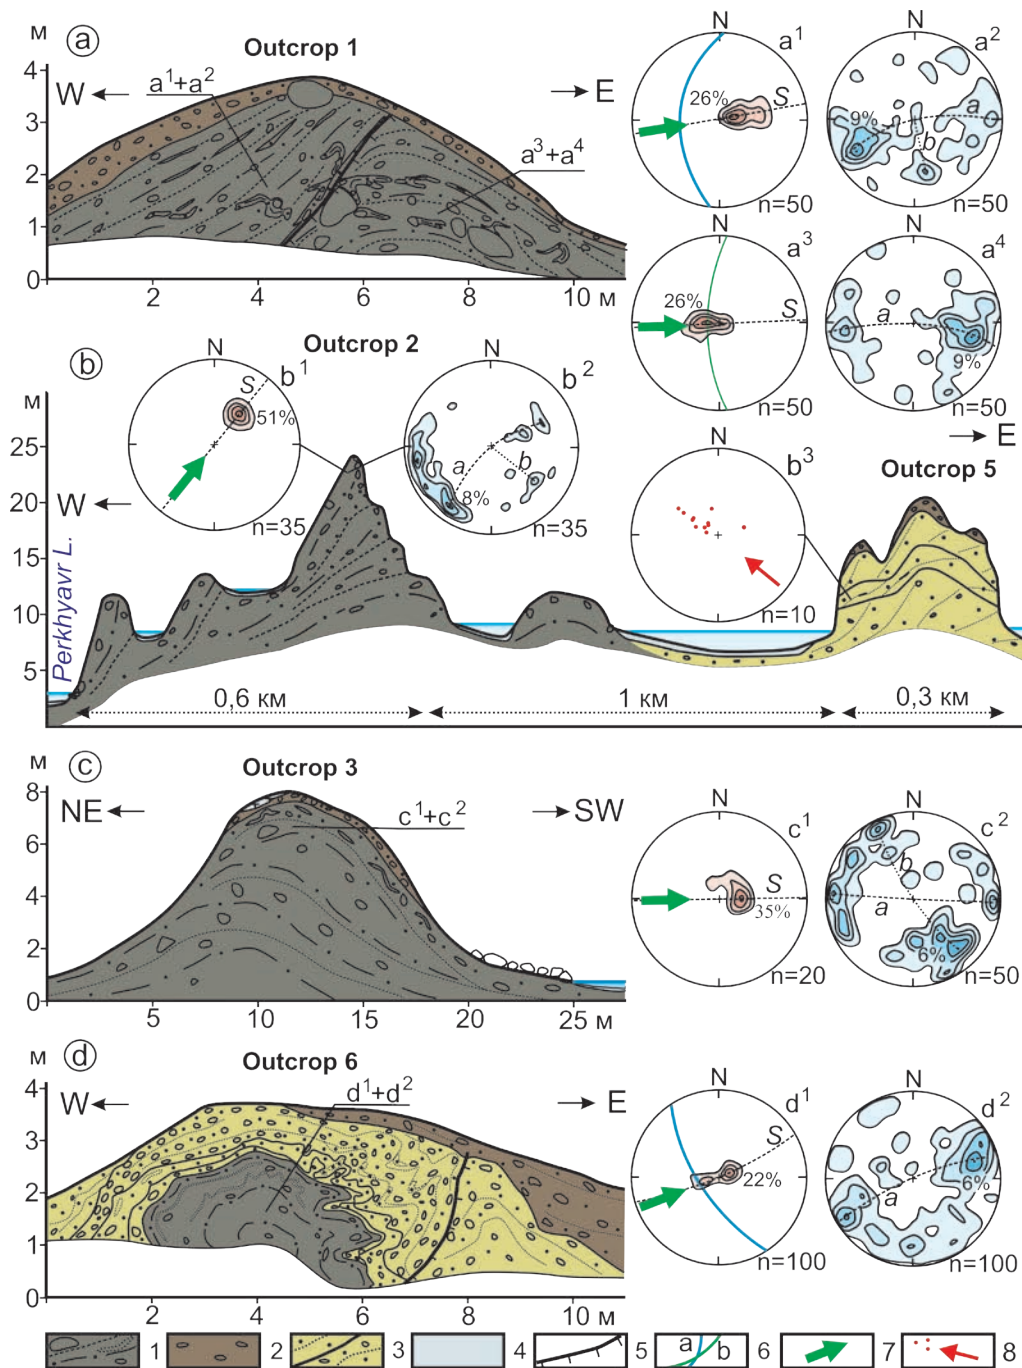 м
a
Outcrop 1
W
E
a¹+a²
a³+a⁴
4
3
2
1
0
2 4 6 8 10 м
N
a¹
26%
S
n=50
N
a²
9%
a
b
n=50
a³
26%
S
n=50
a⁴
a
9%
n=50
b
Outcrop 2
м
25
20
15
10
5
W
Perkhyavr L.
N
S
b¹
51%
n=35
N
b²
a
b
8%
n=35
N
b³
n=10
E
Outcrop 5
0,6 км
1 км
0,3 км
м
c
Outcrop 3
NE
SW
c¹+c²
8
6
4
2
0
5 10 15 20 25 м
N
c¹
S
35%
n=20
N
c²
b
a
6%
n=50
м
d
Outcrop 6
W
E
d¹+d²
4
3
2
1
0
2 4 6 8 10 м
N
d¹
S
22%
n=100
N
d²
a
6%
n=100
1 2 3 4 5 a b 6 7 8